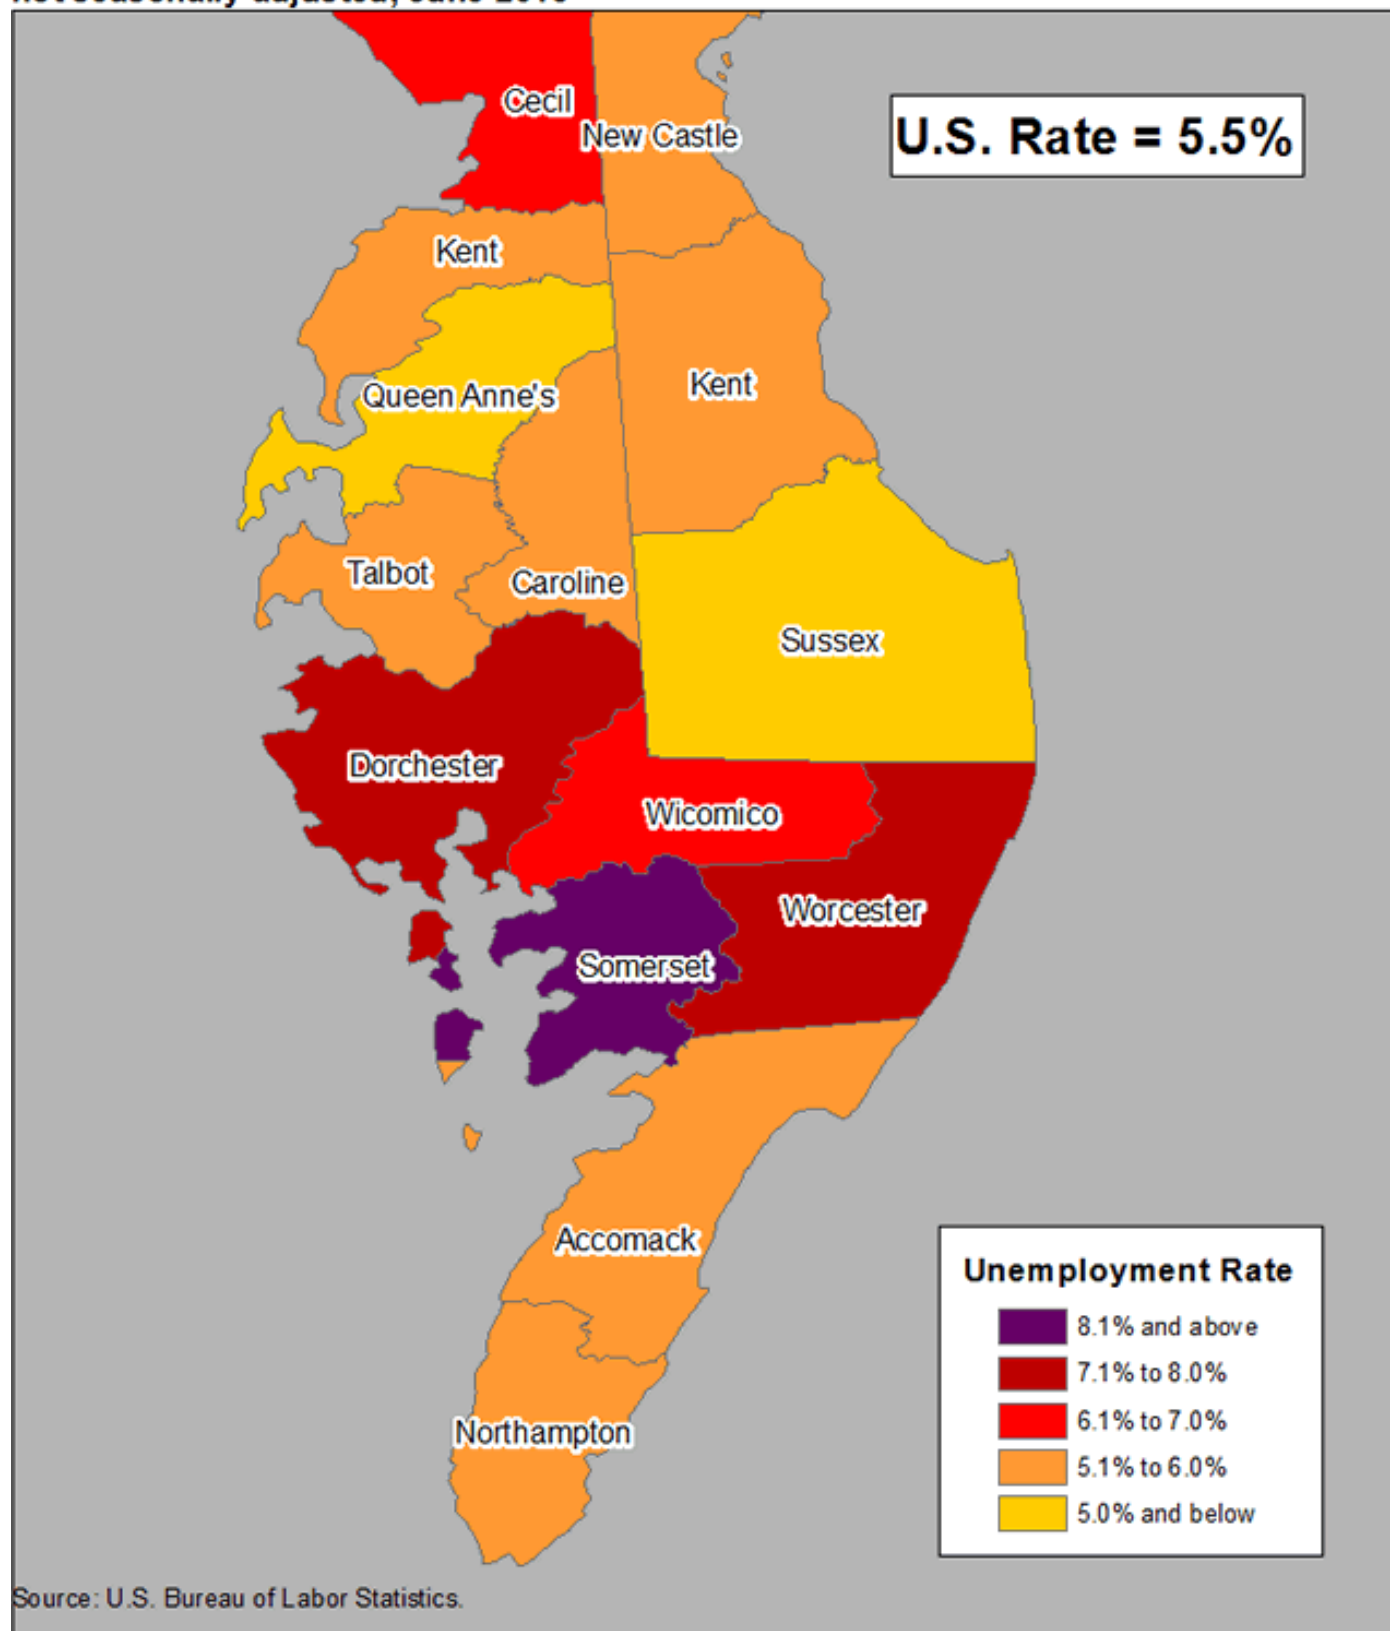 Cecil
New Castle
U.S. Rate = 5.5%
Kent
Kent
Queen Anne's
Talbot
Caroline
Sussex
Dorchester
Wicomico
Worcester
Somerset
Accomack
Northampton
Unemployment Rate
8.1% and above
7.1% to 8.0%
6.1% to 7.0%
5.1% to 6.0%
5.0% and below
Source: U.S. Bureau of Labor Statistics.